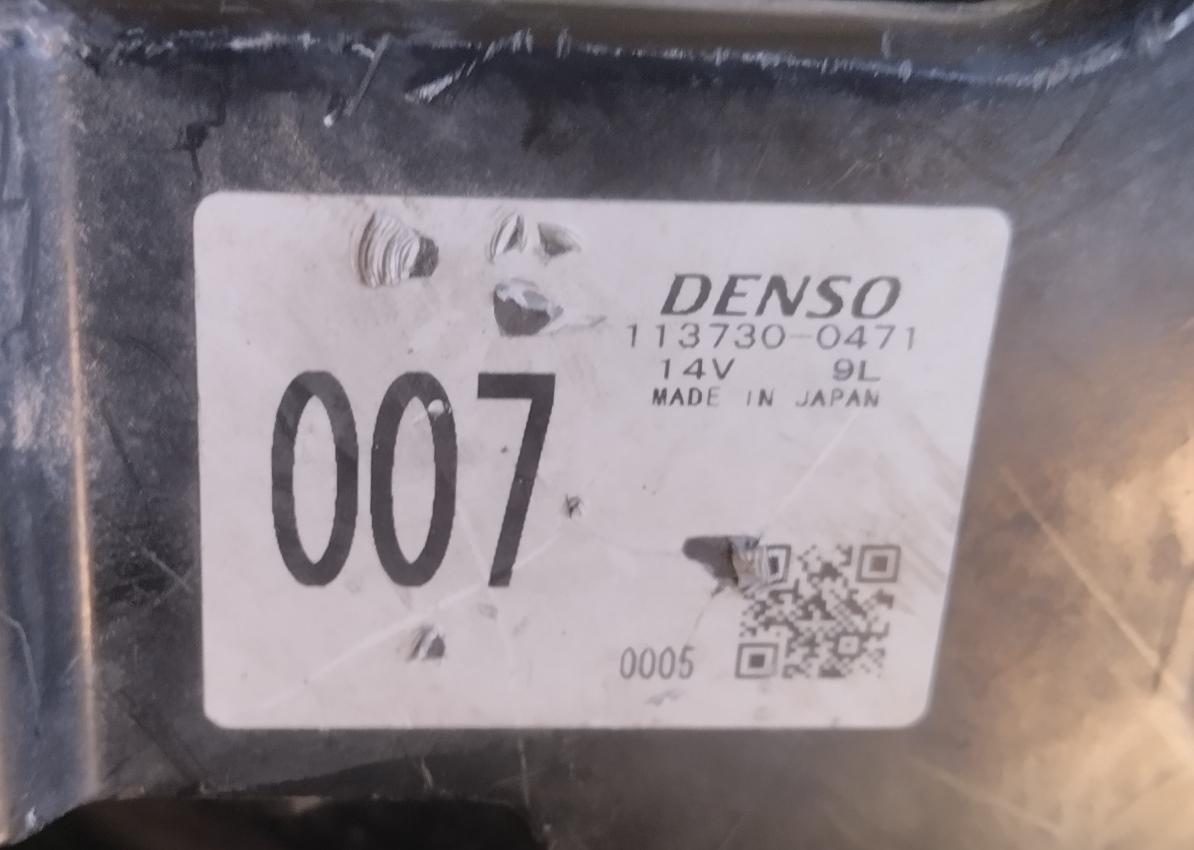 DENSO
113730-0471
14V 9L
MADE IN JAPAN
007
0005